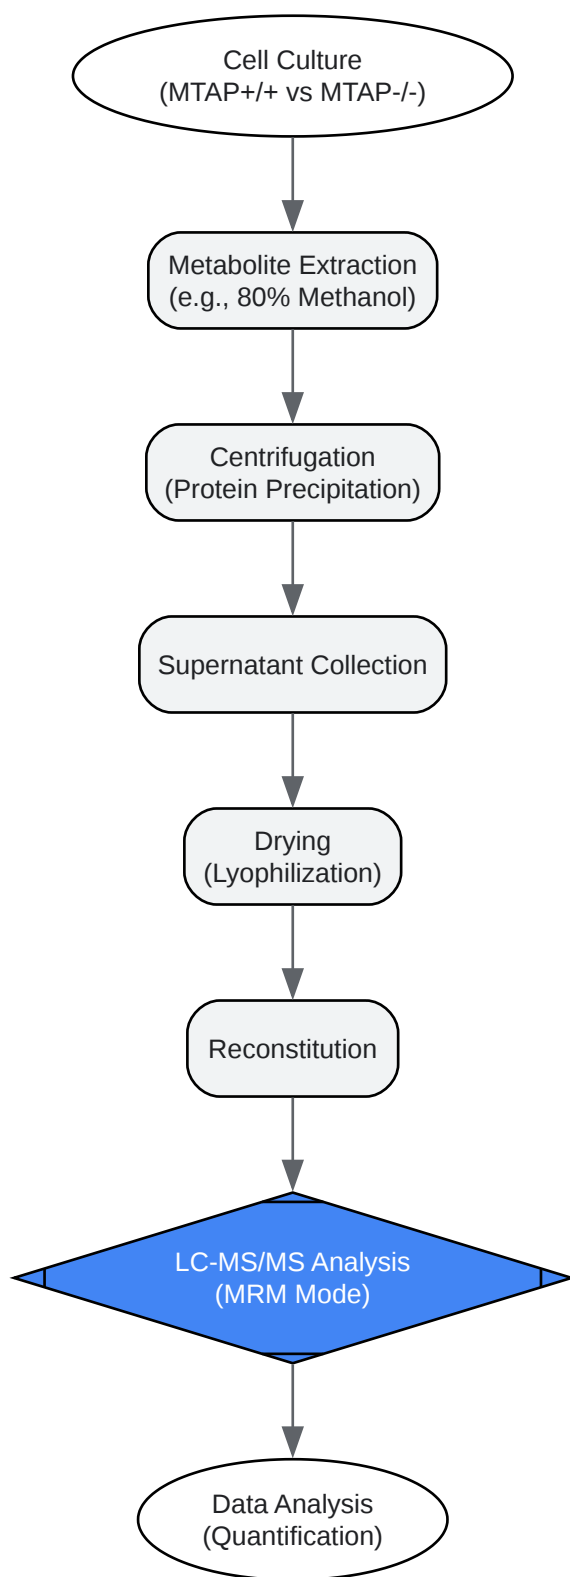 Cell Culture
(MTAP+/+ vs MTAP-/-)
Metabolite Extraction
(e.g., 80% Methanol)
Centrifugation
(Protein Precipitation)
Supernatant Collection
Drying
(Lyophilization)
Reconstitution
LC-MS/MS Analysis
(MRM Mode)
Data Analysis
(Quantification)